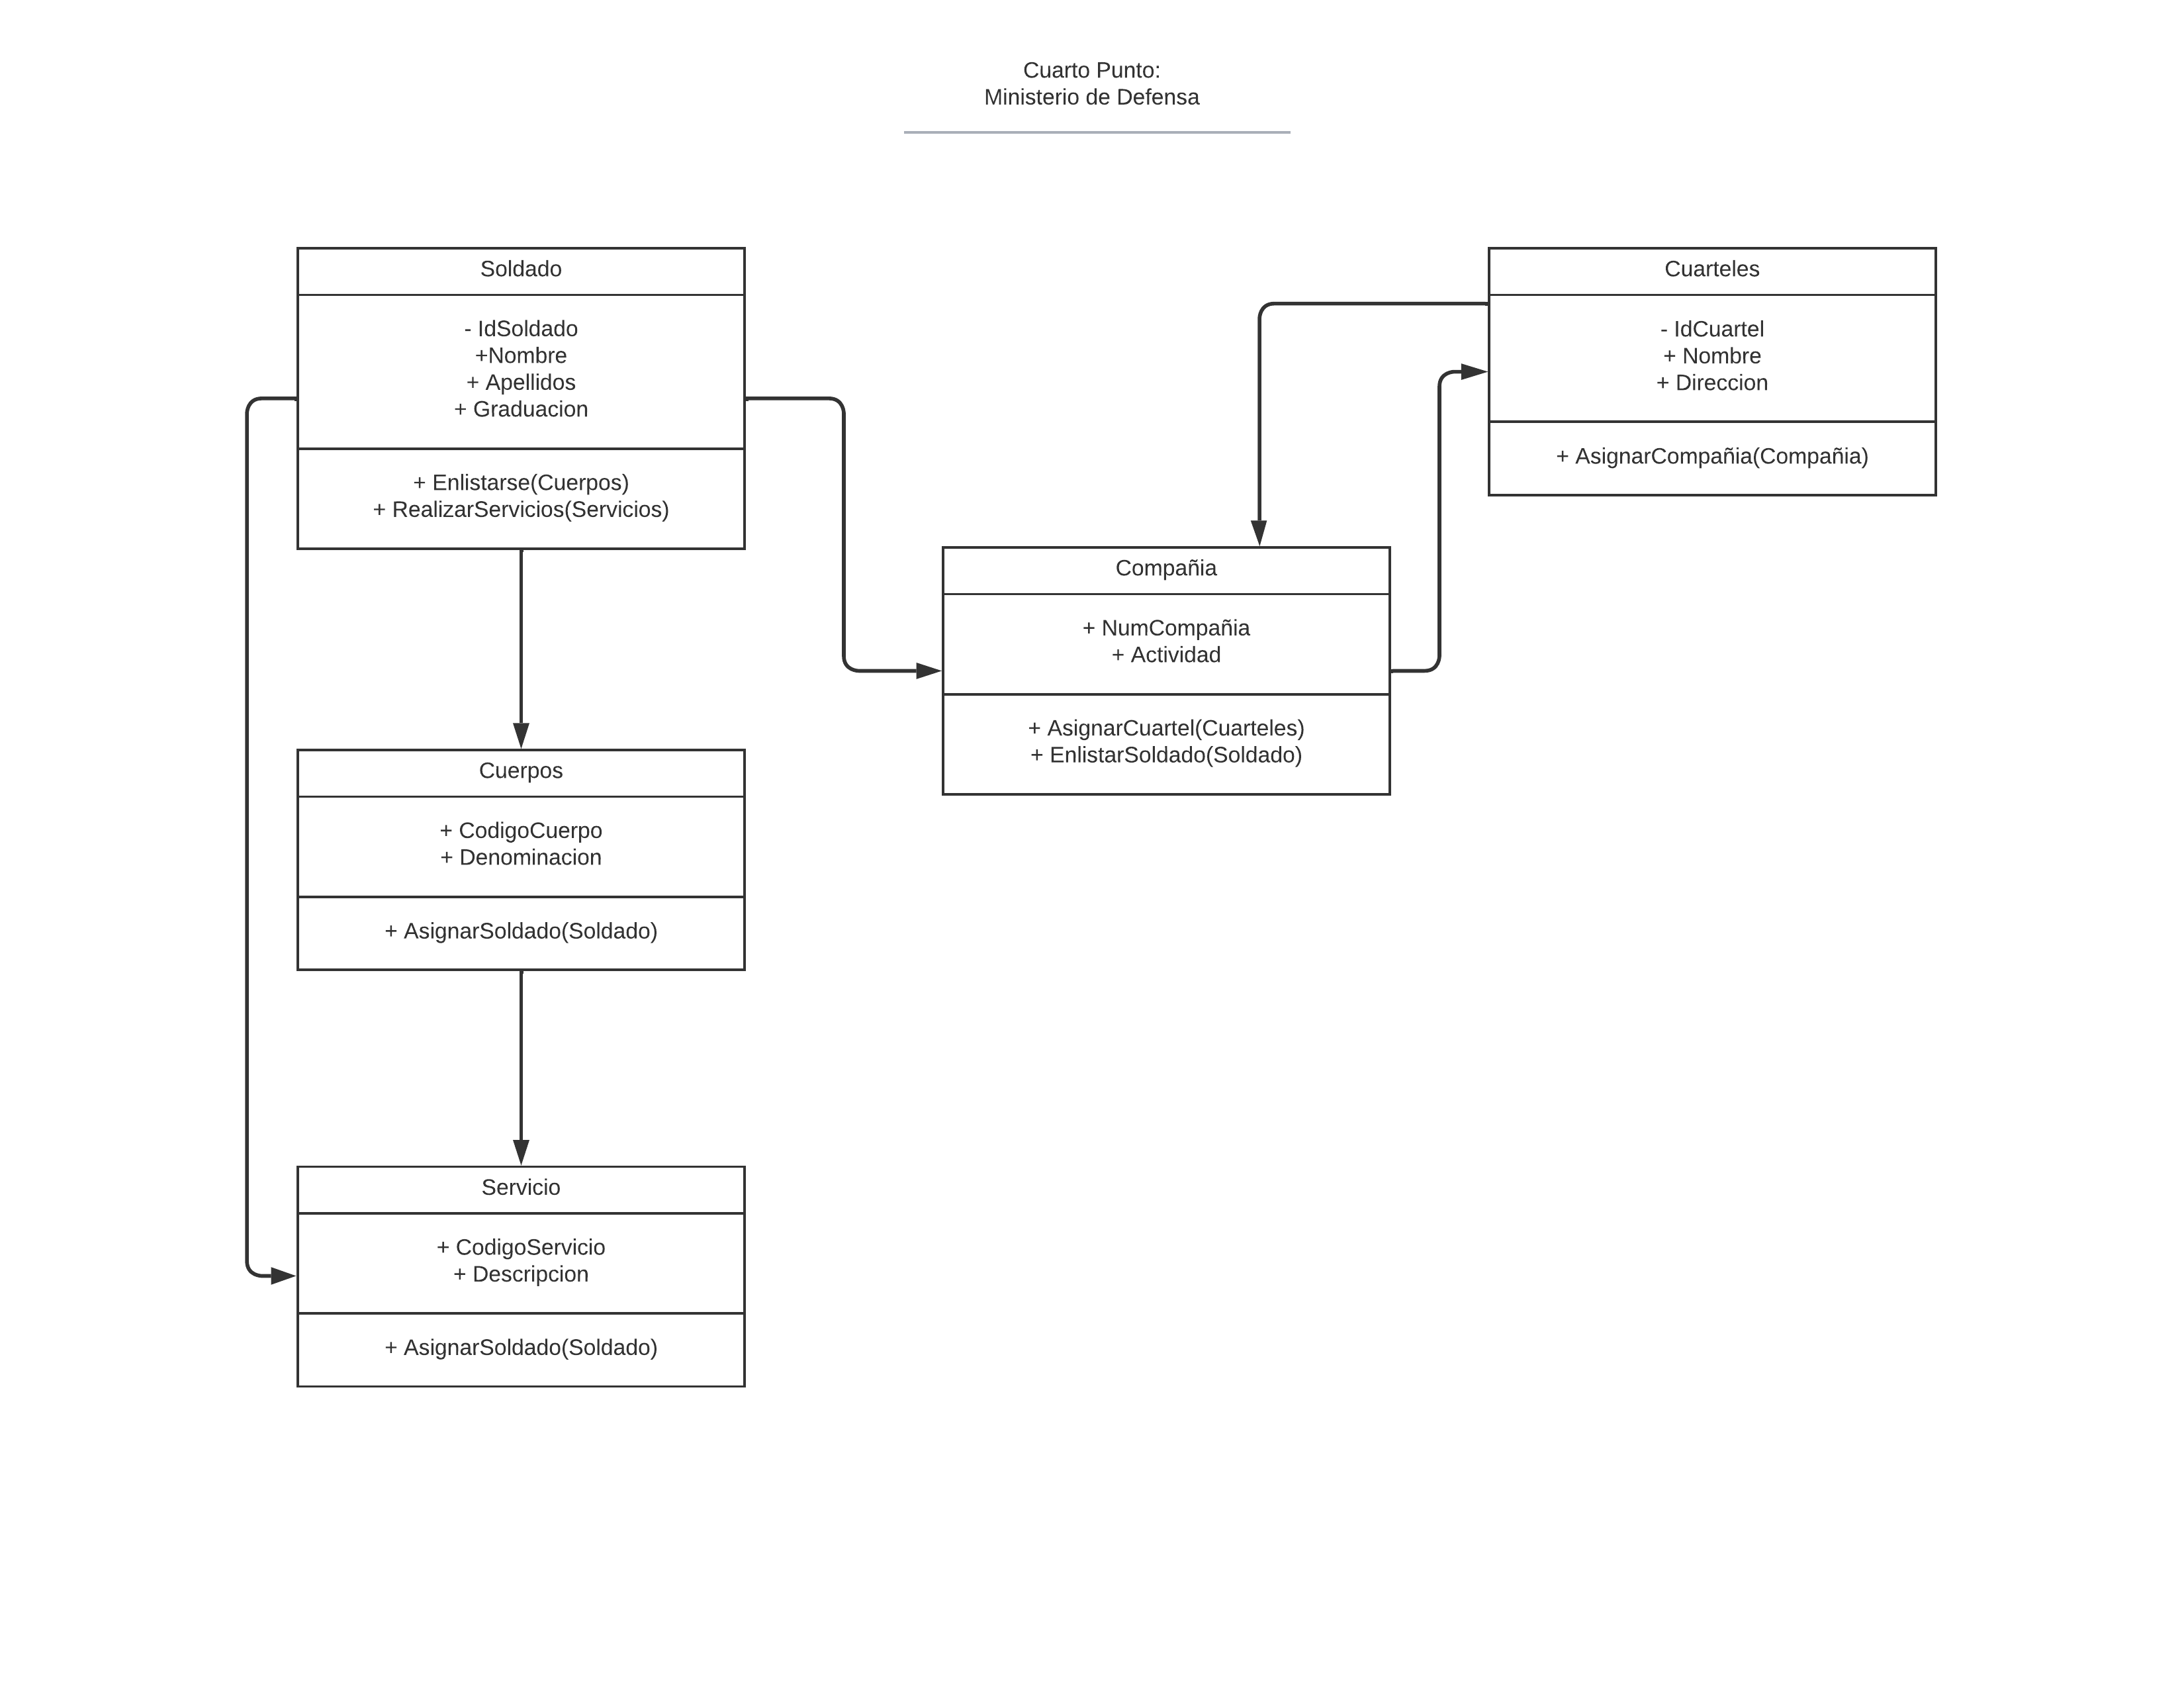 Cuarto Punto:
Ministerio de Defensa
Soldado
- IdSoldado
+Nombre
+ Apellidos
+ Graduacion
+ Enlistarse(Cuerpos)
+ RealizarServicios(Servicios)
Cuarteles
- IdCuartel
+ Nombre
+ Direccion
+ AsignarCompañia(Compañia)
Compañia
+ NumCompañia
+ Actividad
+ AsignarCuartel(Cuarteles)
+ EnlistarSoldado(Soldado)
Cuerpos
+ CodigoCuerpo
+ Denominacion
+ AsignarSoldado(Soldado)
Servicio
+ CodigoServicio
+ Descripcion
+ AsignarSoldado(Soldado)